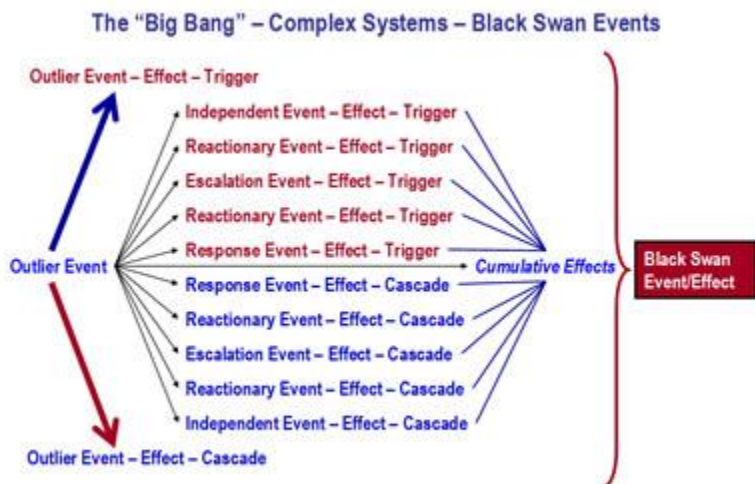 The “Big Bang” – Complex Systems – Black Swan Events
Outlier Event – Effect – Trigger
Independent Event – Effect – Trigger
Reactionary Event – Effect – Trigger
Escalation Event – Effect – Trigger
Reactionary Event – Effect – Trigger
Response Event – Effect – Trigger
Outlier Event
Cumulative Effects
Black Swan
Event/Effect
Response Event – Effect – Cascade
Reactionary Event – Effect – Cascade
Escalation Event – Effect – Cascade
Reactionary Event – Effect – Cascade
Independent Event – Effect – Cascade
Outlier Event – Effect – Cascade